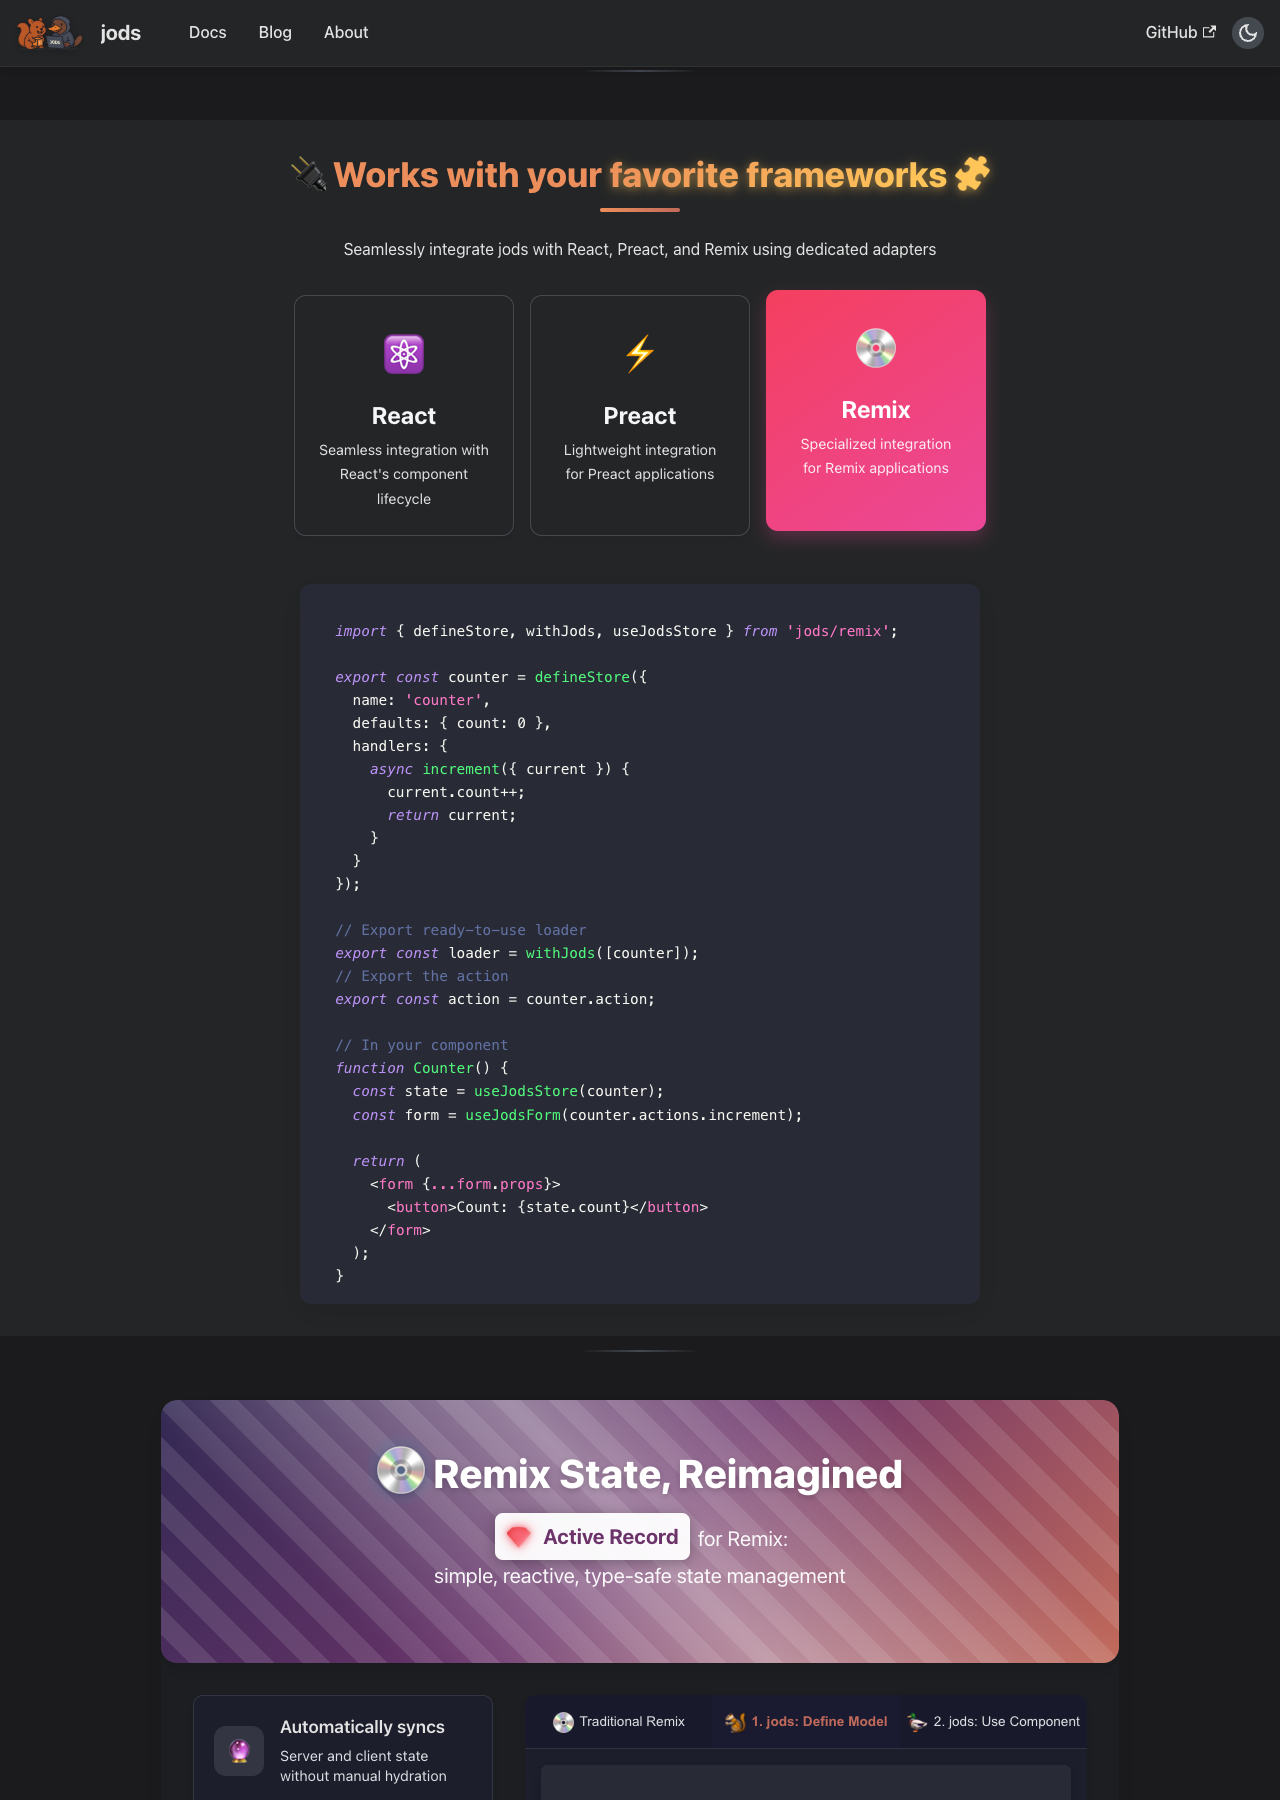 jods
Docs
Blog
About
GitHub
Works with your favorite frameworks
Seamlessly integrate jods with React, Preact, and Remix using dedicated adapters
React
Seamless integration with
React's component
lifecycle
Preact
Lightweight integration
for Preact applications
Remix
Specialized integration
for Remix applications
import { defineStore, withJods, useJodsStore } from 'jods/remix';
export const counter = defineStore({
  name: 'counter',
  defaults: { count: 0 },
  handlers: {
    async increment({ current }) {
      current.count++;
      return current;
    }
  }
});
// Export ready-to-use loader
export const loader = withJods([counter]);
// Export the action
export const action = counter.action;
// In your component
function Counter() {
  const state = useJodsStore(counter);
  const form = useJodsForm(counter.actions.increment);
  return (
    <form {...form.props}>
      <button>Count: {state.count}</button>
    </form>
  );
}
Remix State, Reimagined
Active Record for Remix:
simple, reactive, type-safe state management
Automatically syncs
Server and client state
without manual hydration
Traditional Remix
1. jods: Define Model
2. jods: Use Component